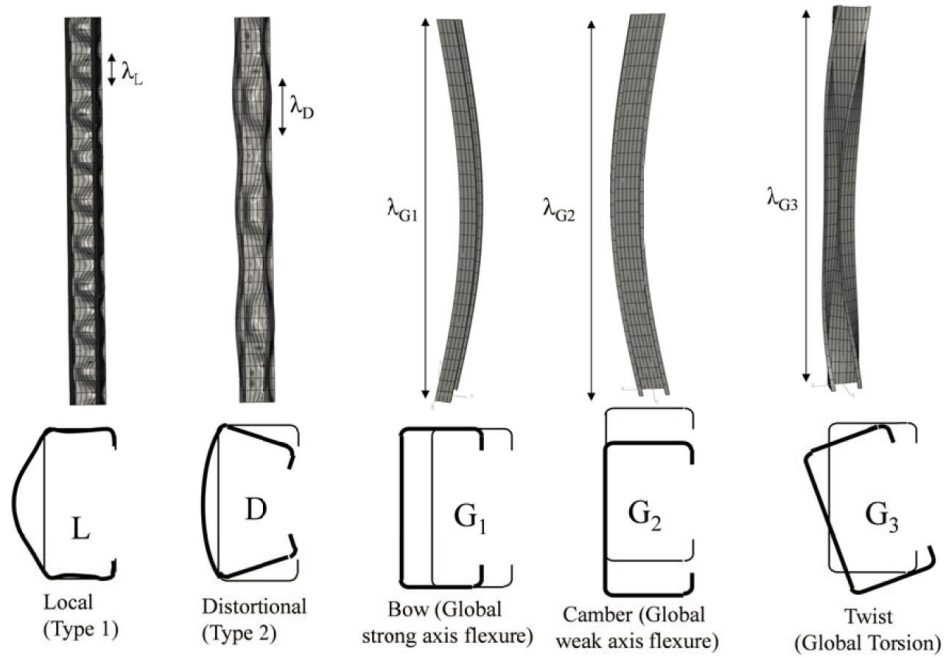 λL
λD
λG1
λG2
λG3
L
D
G1
G2
G3
Local
(Type 1)
Distortional
(Type 2)
Bow (Global
strong axis flexure)
Camber (Global
weak axis flexure)
Twist
(Global Torsion)